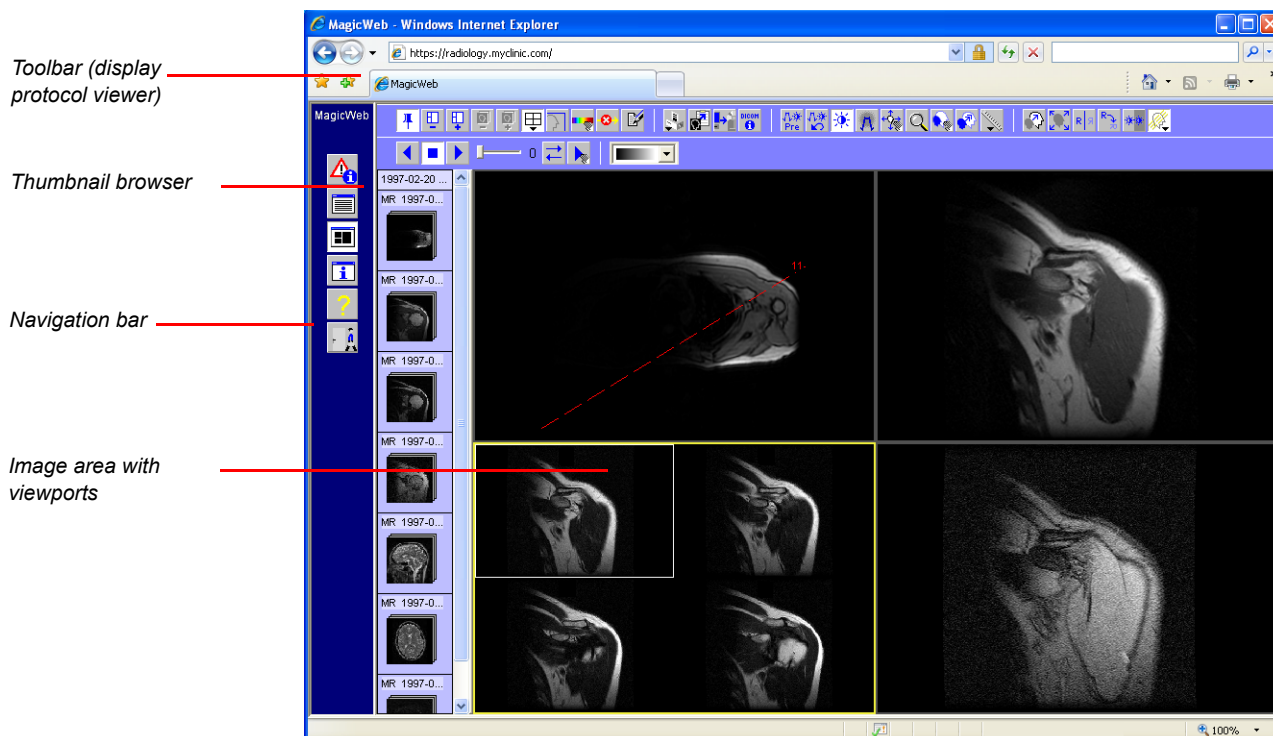 MagicWeb - Windows Internet Explorer
https://radiology.myclinic.com/
MagicWeb
Toolbar (display
protocol viewer)
MagicWeb
DICOM
Pre
R R
R
0
Thumbnail browser
1997-02-20 ...
MR 1997-0...
MR 1997-0...
MR 1997-0...
MR 1997-0...
MR 1997-0...
MR 1997-0...
MR 1997-0...
11-
Navigation bar
Image area with
viewports
100%